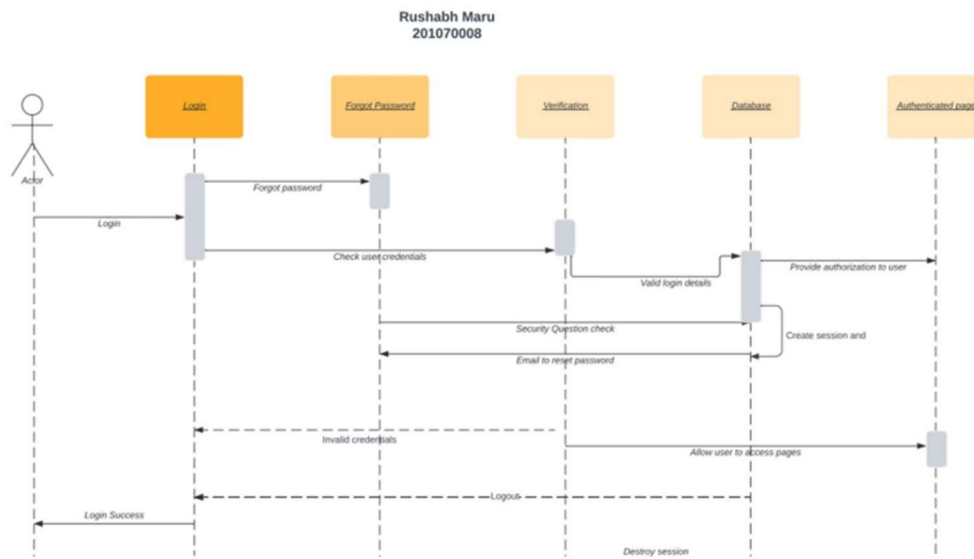 Rushabh Maru
201070008
Login
Forgot Password
Verification
Database
Authenticated page
Actor
Forgot password
Login
Check user credentials
Provide authorization to user
Valid login details
Security Question check
Create session and
Email to reset password
Invalid credentials
Allow user to access pages
Logout
Login Success
Destroy session